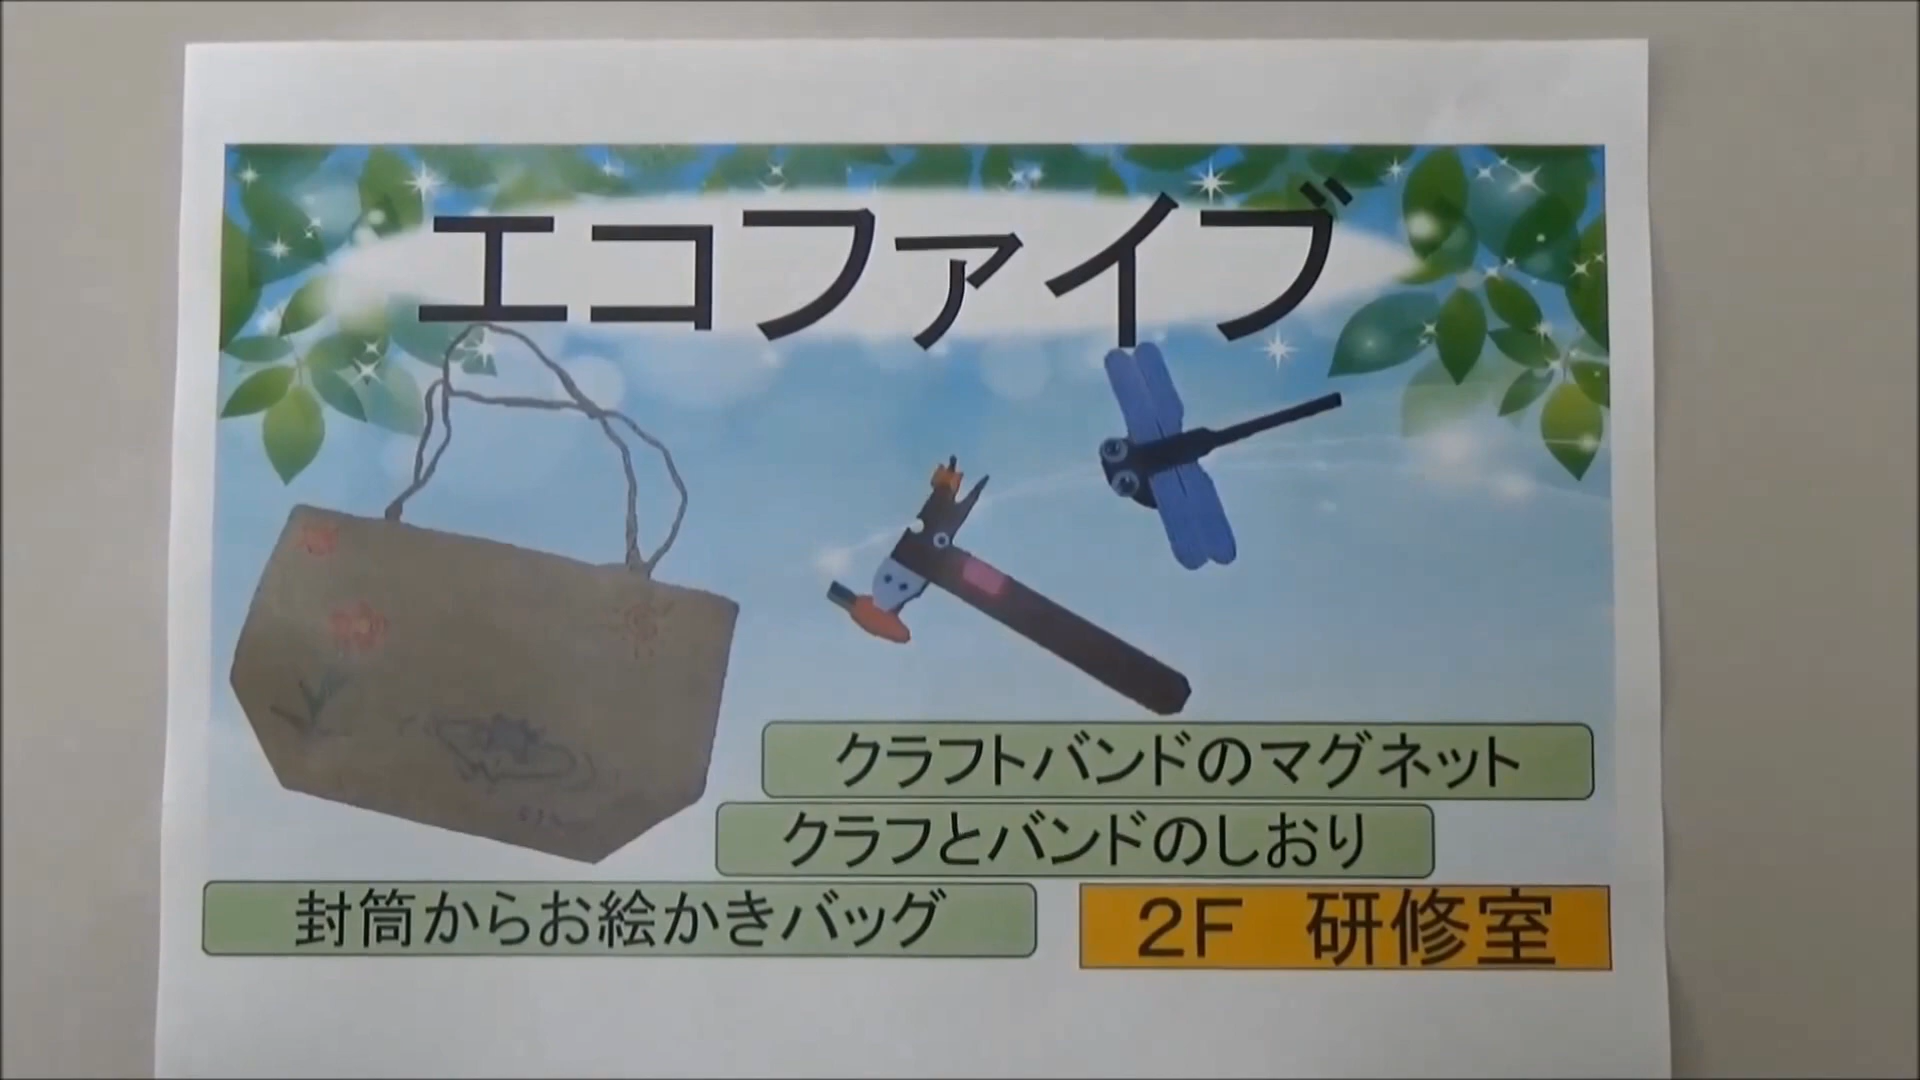 エコファイブ
クラフトバンドのマグネット
クラフとバンドのしおり
封筒からお絵かきバッグ
2F 研修室